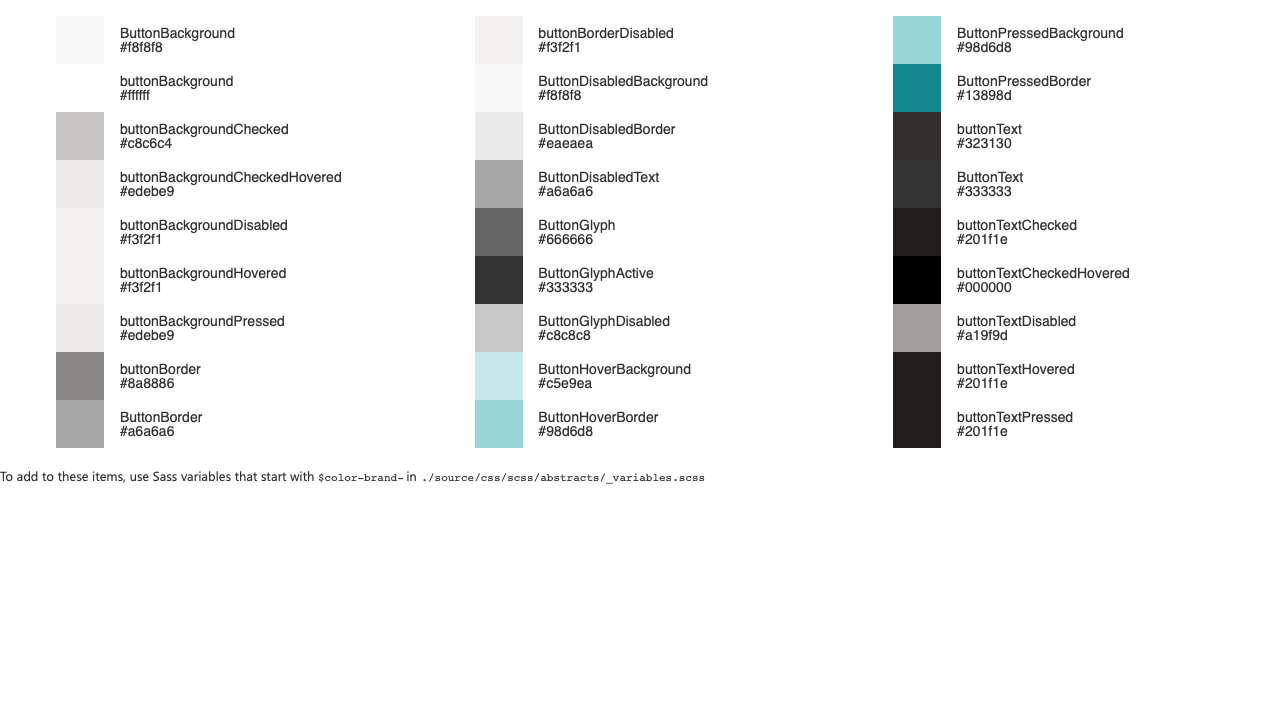 ButtonBackground
#f8f8f8
buttonBackground
#ffffff
buttonBackgroundChecked
#c8c6c4
buttonBackgroundCheckedHovered
#edebe9
buttonBackgroundDisabled
#f3f2f1
buttonBackgroundHovered
#f3f2f1
buttonBackgroundPressed
#edebe9
buttonBorder
#8a8886
ButtonBorder
#a6a6a6
buttonBorderDisabled
#f3f2f1
ButtonDisabledBackground
#f8f8f8
ButtonDisabledBorder
#eaeaea
ButtonDisabledText
#a6a6a6
ButtonGlyph
#666666
ButtonGlyphActive
#333333
ButtonGlyphDisabled
#c8c8c8
ButtonHoverBackground
#c5e9ea
ButtonHoverBorder
#98d6d8
ButtonPressedBackground
#98d6d8
ButtonPressedBorder
#13898d
buttonText
#323130
ButtonText
#333333
buttonTextChecked
#201f1e
buttonTextCheckedHovered
#000000
buttonTextDisabled
#a19f9d
buttonTextHovered
#201f1e
buttonTextPressed
#201f1e
To add to these items, use Sass variables that start with $color-brand- in ./source/css/scss/abstracts/_variables.scss